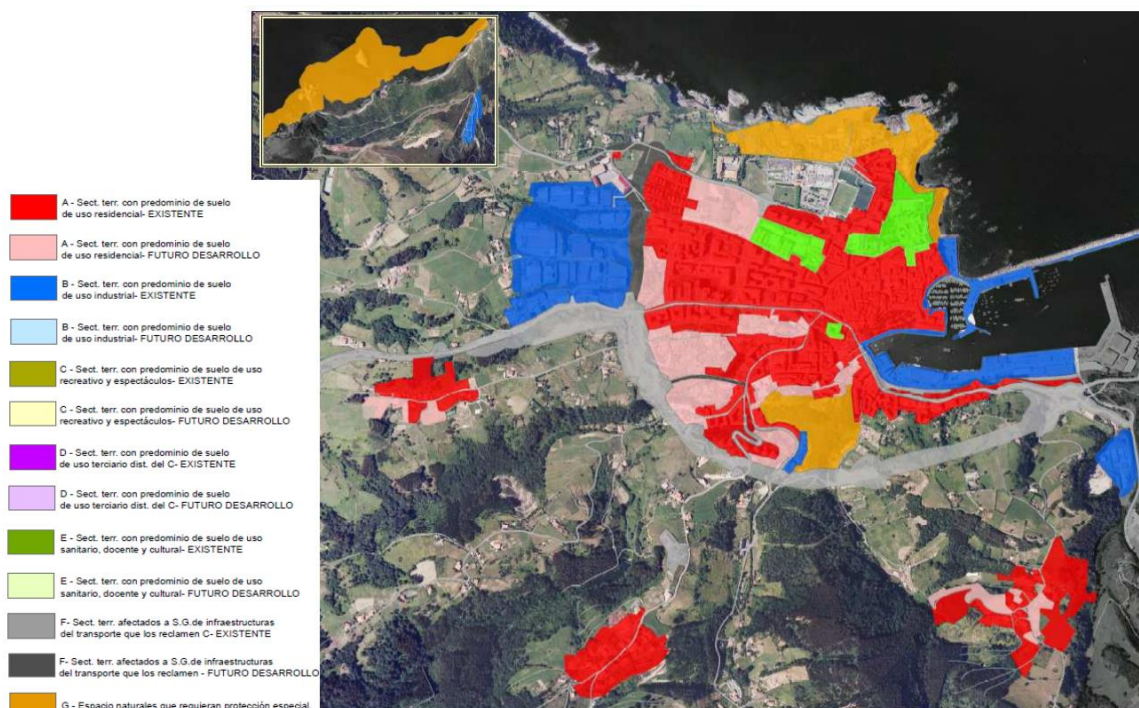 A - Sect. terr. con predominio de suelo
de uso residencial- EXISTENTE
A - Sect. terr. con predominio de suelo
de uso residencial- FUTURO DESARROLLO
B - Sect. terr. con predominio de suelo
de uso industrial- EXISTENTE
B - Sect. terr. con predominio de suelo
de uso industrial- FUTURO DESARROLLO
C - Sect. terr. con predominio de suelo de uso
recreativo y espectáculos- EXISTENTE
C - Sect. terr. con predominio de suelo de uso
recreativo y espectáculos- FUTURO DESARROLLO
D - Sect. terr. con predominio de suelo
de uso terciario dist. del C- EXISTENTE
D - Sect. terr. con predominio de suelo
de uso terciario dist. del C- FUTURO DESARROLLO
E - Sect. terr. con predominio de suelo de uso
sanitario, docente y cultural- EXISTENTE
E - Sect. terr. con predominio de suelo de uso
sanitario, docente y cultural- FUTURO DESARROLLO
F- Sect. terr. afectados a S.G.de infraestructuras
del transporte que los reclamen C- EXISTENTE
F- Sect. terr. afectados a S.G.de infraestructuras
del transporte que los reclamen - FUTURO DESARROLLO
G - Espacio naturales que requieran protección especial.